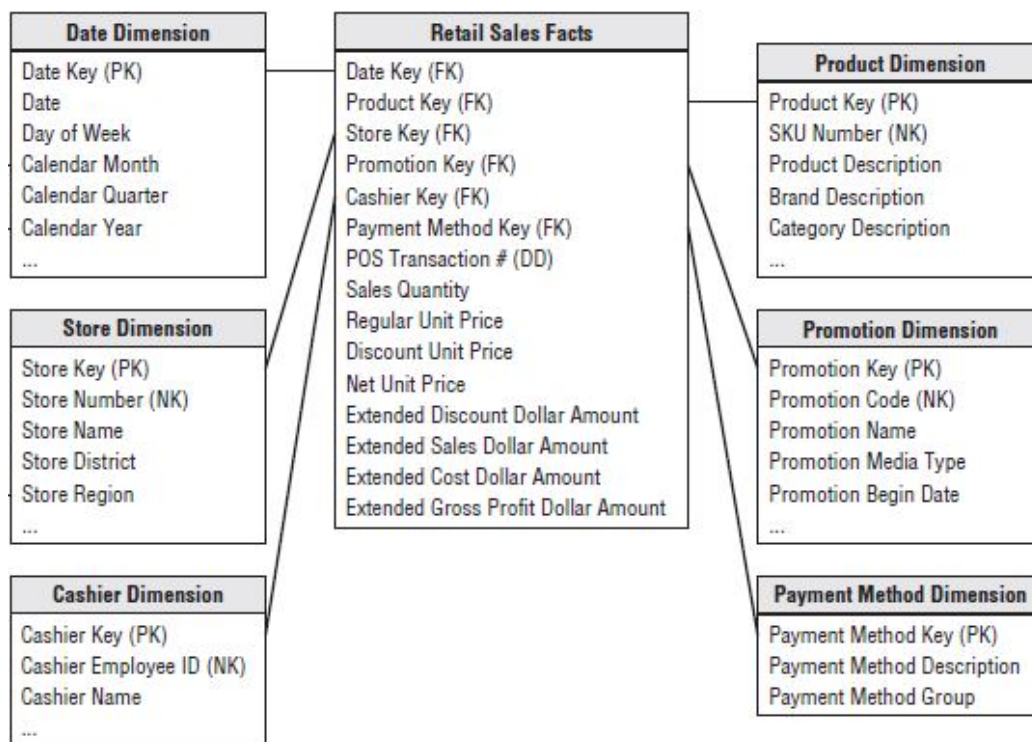 Date Dimension
Date Key (PK)
Date
Day of Week
Calendar Month
Calendar Quarter
Calendar Year
...
Store Dimension
Store Key (PK)
Store Number (NK)
Store Name
Store District
Store Region
...
Cashier Dimension
Cashier Key (PK)
Cashier Employee ID (NK)
Cashier Name
...
Retail Sales Facts
Date Key (FK)
Product Key (FK)
Store Key (FK)
Promotion Key (FK)
Cashier Key (FK)
Payment Method Key (FK)
POS Transaction # (DD)
Sales Quantity
Regular Unit Price
Discount Unit Price
Net Unit Price
Extended Discount Dollar Amount
Extended Sales Dollar Amount
Extended Cost Dollar Amount
Extended Gross Profit Dollar Amount
Product Dimension
Product Key (PK)
SKU Number (NK)
Product Description
Brand Description
Category Description
...
Promotion Dimension
Promotion Key (PK)
Promotion Code (NK)
Promotion Name
Promotion Media Type
Promotion Begin Date
...
Payment Method Dimension
Payment Method Key (PK)
Payment Method Description
Payment Method Group